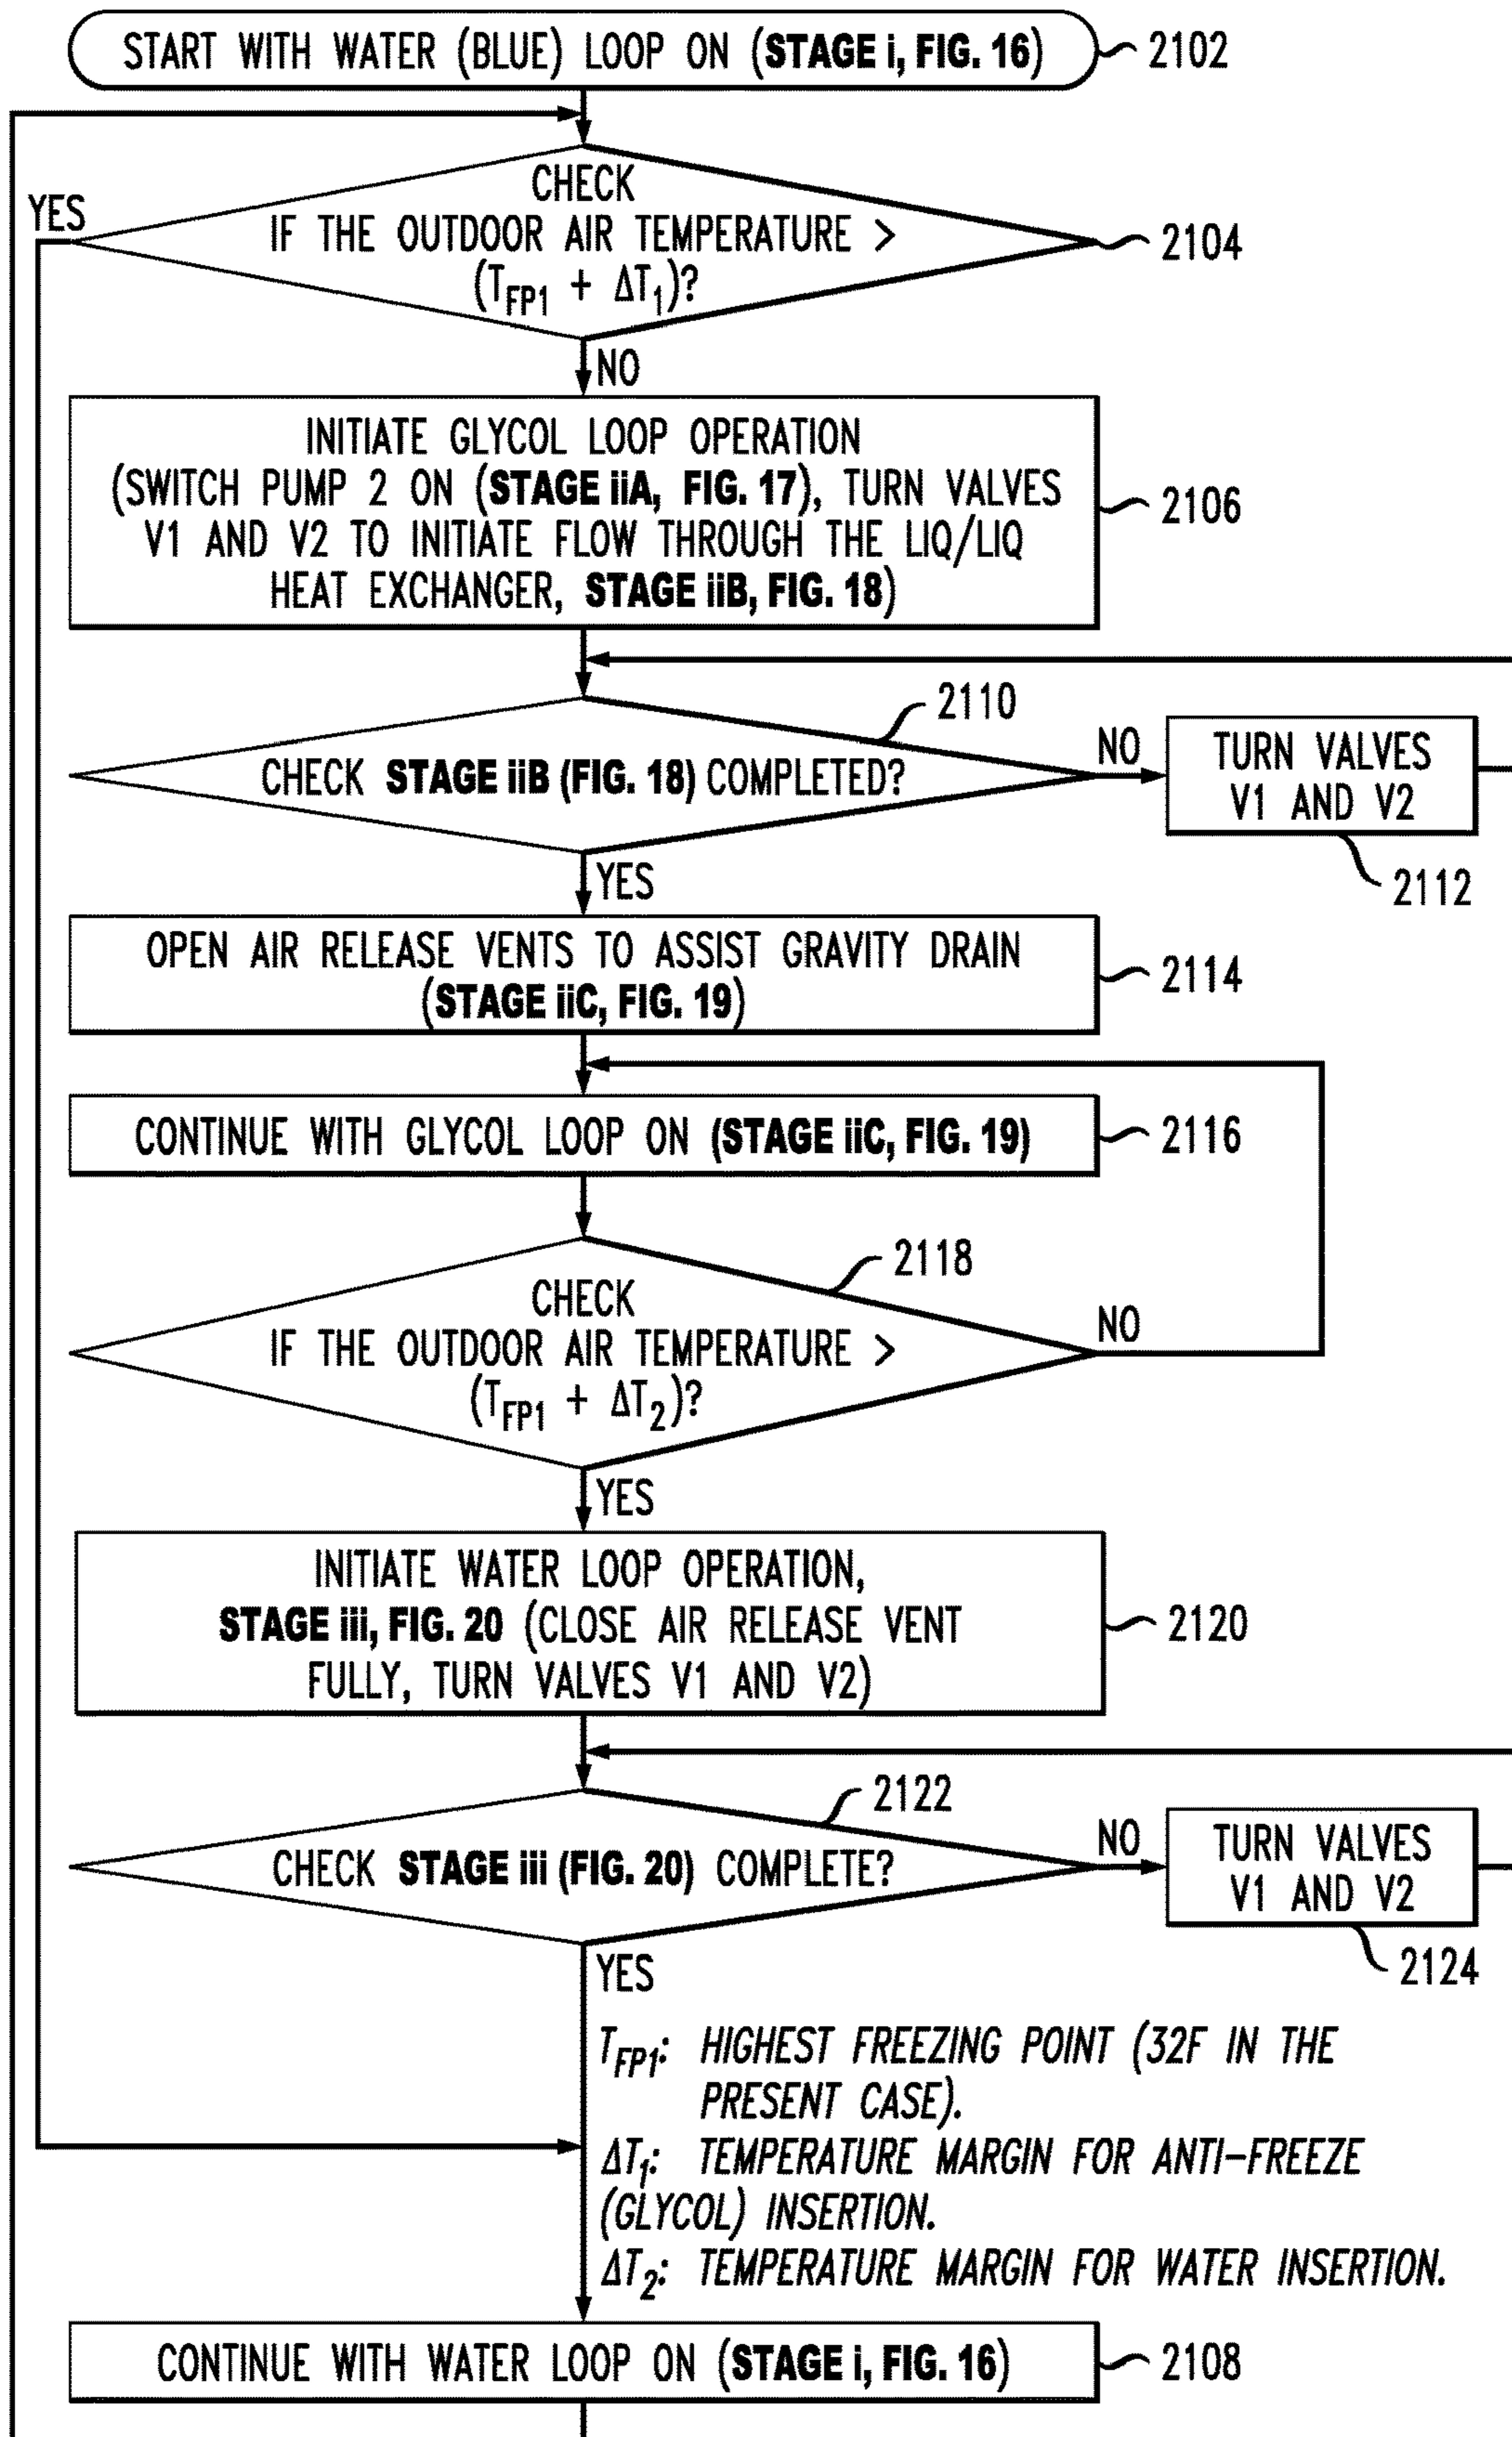 START WITH WATER (BLUE) LOOP ON (STAGE i, FIG. 16)
2102
YES
CHECK
IF THE OUTDOOR AIR TEMPERATURE >
(TFP1 + ΔT1)?
2104
NO
INITIATE GLYCOL LOOP OPERATION
(SWITCH PUMP 2 ON (STAGE iiA, FIG. 17), TURN VALVES
V1 AND V2 TO INITIATE FLOW THROUGH THE LIQ/LIQ
HEAT EXCHANGER, STAGE iiB, FIG. 18)
2106
2110
CHECK STAGE iiB (FIG. 18) COMPLETED?
NO
TURN VALVES
V1 AND V2
2112
YES
OPEN AIR RELEASE VENTS TO ASSIST GRAVITY DRAIN
(STAGE iiC, FIG. 19)
2114
CONTINUE WITH GLYCOL LOOP ON (STAGE iiC, FIG. 19)
2116
2118
CHECK
IF THE OUTDOOR AIR TEMPERATURE >
(TFP1 + ΔT2)?
NO
YES
INITIATE WATER LOOP OPERATION,
STAGE iii, FIG. 20 (CLOSE AIR RELEASE VENT
FULLY, TURN VALVES V1 AND V2)
2120
2122
CHECK STAGE iii (FIG. 20) COMPLETE?
NO
TURN VALVES
V1 AND V2
2124
YES
TFP1: HIGHEST FREEZING POINT (32F IN THE
PRESENT CASE).
ΔT1: TEMPERATURE MARGIN FOR ANTI-FREEZE
(GLYCOL) INSERTION.
ΔT2: TEMPERATURE MARGIN FOR WATER INSERTION.
CONTINUE WITH WATER LOOP ON (STAGE i, FIG. 16)
2108